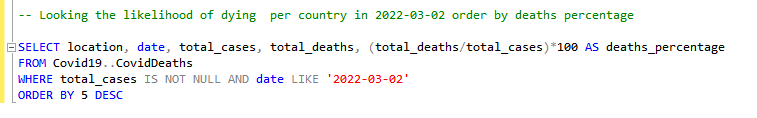 -- Looking the likelihood of dying  per country in 2022-03-02 order by deaths percentage
SELECT location, date, total_cases, total_deaths, (total_deaths/total_cases)*100 AS deaths_percentage
FROM Covid19..CovidDeaths
WHERE total_cases IS NOT NULL AND date LIKE '2022-03-02'
ORDER BY 5 DESC